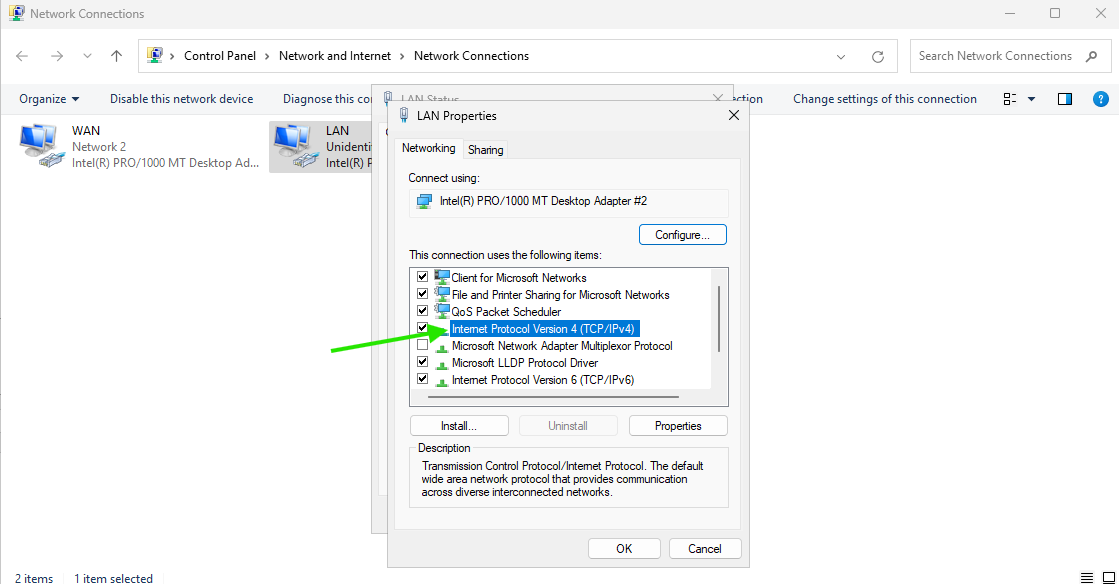 Network Connections
Control Panel
Network and Internet
Network Connections
Search Network Connections
Organize
Disable this network device
Diagnose this co
ction
Change settings of this connection
WAN
Network 2
Intel(R) PRO/1000 MT Desktop Ad...
LAN
Unidenti
Intel(R) P
LAN Status
LAN Properties
Networking
Sharing
Connect using:
Intel(R) PRO/1000 MT Desktop Adapter #2
Configure...
This connection uses the following items:
Client for Microsoft Networks
File and Printer Sharing for Microsoft Networks
QoS Packet Scheduler
Internet Protocol Version 4 (TCP/IPv4)
Microsoft Network Adapter Multiplexor Protocol
Microsoft LLDP Protocol Driver
Internet Protocol Version 6 (TCP/IPv6)
Install...
Uninstall
Properties
Description
Transmission Control Protocol/Internet Protocol. The default
wide area network protocol that provides communication
across diverse interconnected networks.
OK
Cancel
2 items
1 item selected